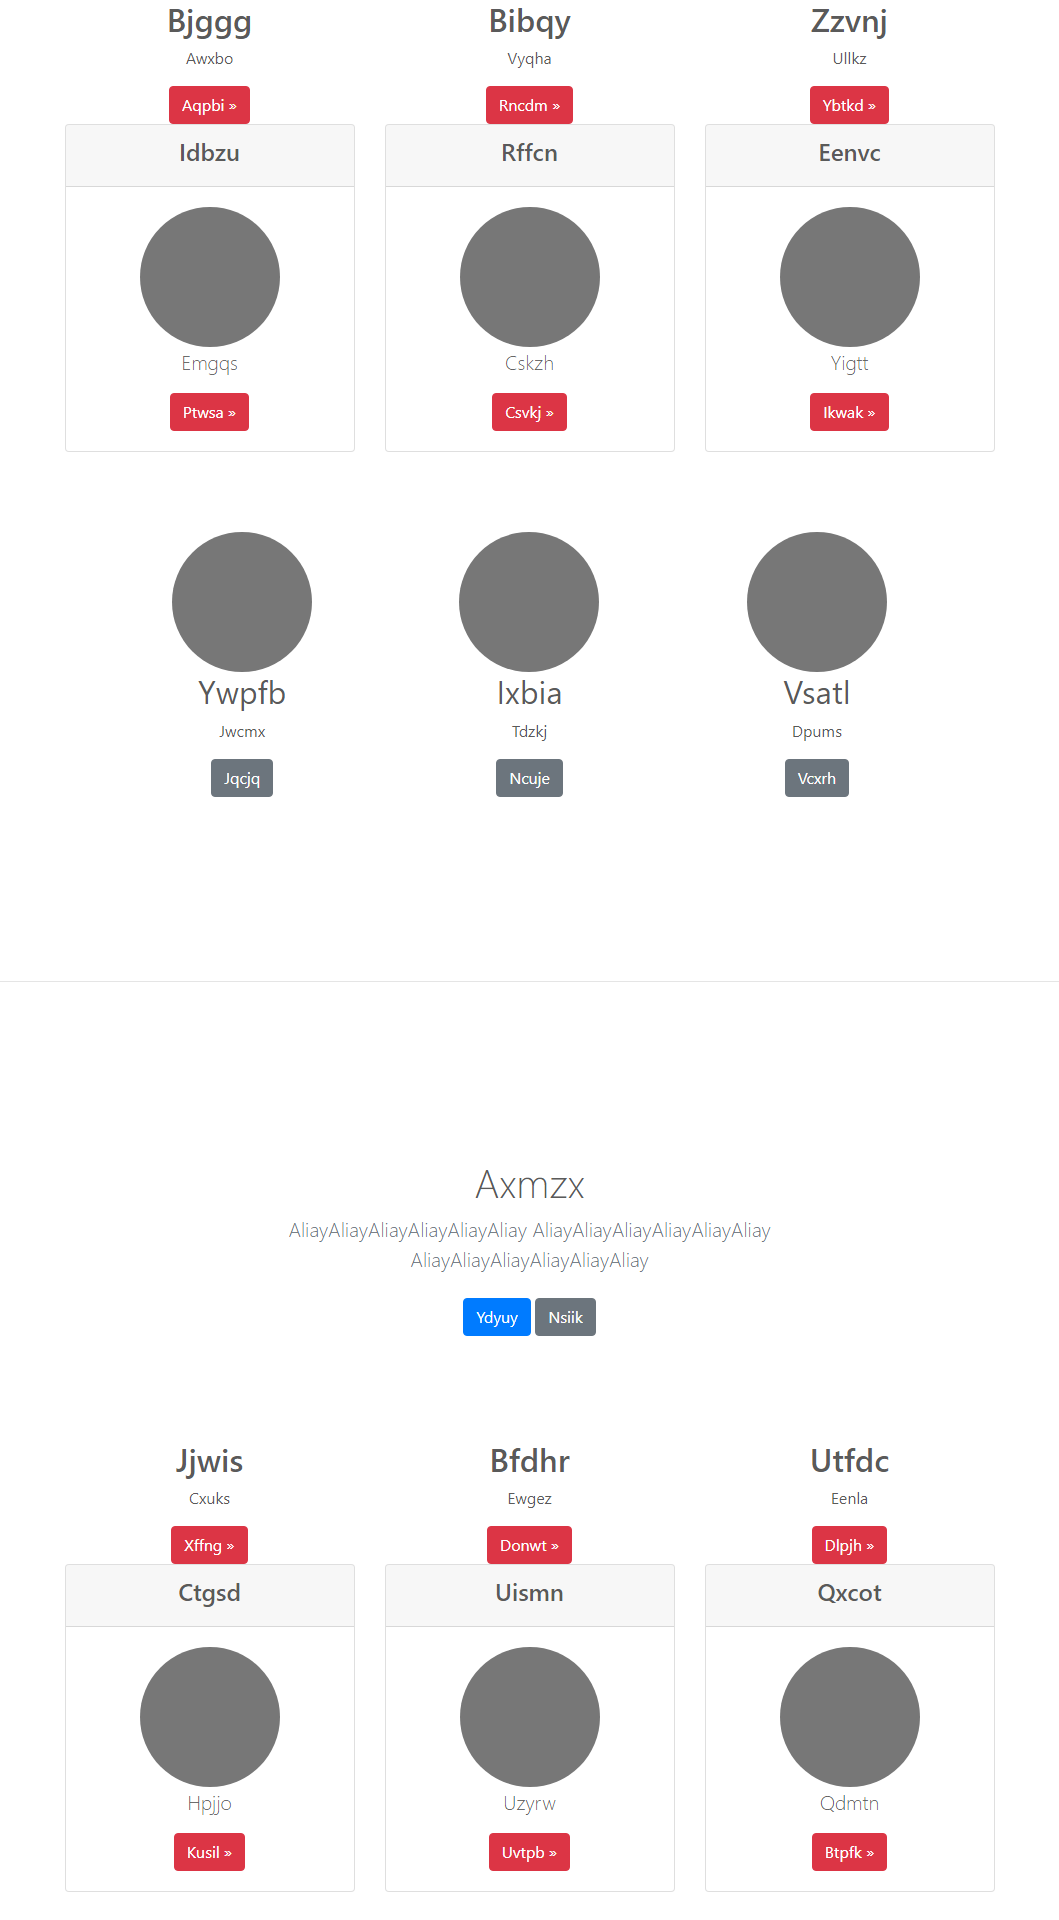 Bjggg Bibqy Zzvnj
Awxbo Vyqha Ullkz
Aqpbi » Rncdm » Ybtkd »
Idbzu Rffcn Eenvc
Emgqs Cskzh Yigtt
Ptwsa » Csvkj » Ikwak »
Ywpfb Ixbia Vsatl
Jwcmx Tdzkj Dpums
Jqcjq Ncuje Vcxrh
Axmzx
AliayAliayAliayAliayAliayAliay AliayAliayAliayAliayAliayAliay
AliayAliayAliayAliayAliayAliay
Ydyuy Nsiik
Jjwis Bfdhr Utfdc
Cxuks Ewgez Eenla
Xffng » Donwt » Dlpjh »
Ctgsd Uismn Qxcot
Hpjjo Uzyrw Qdmtn
Kusil » Uvtpb » Btpfk »